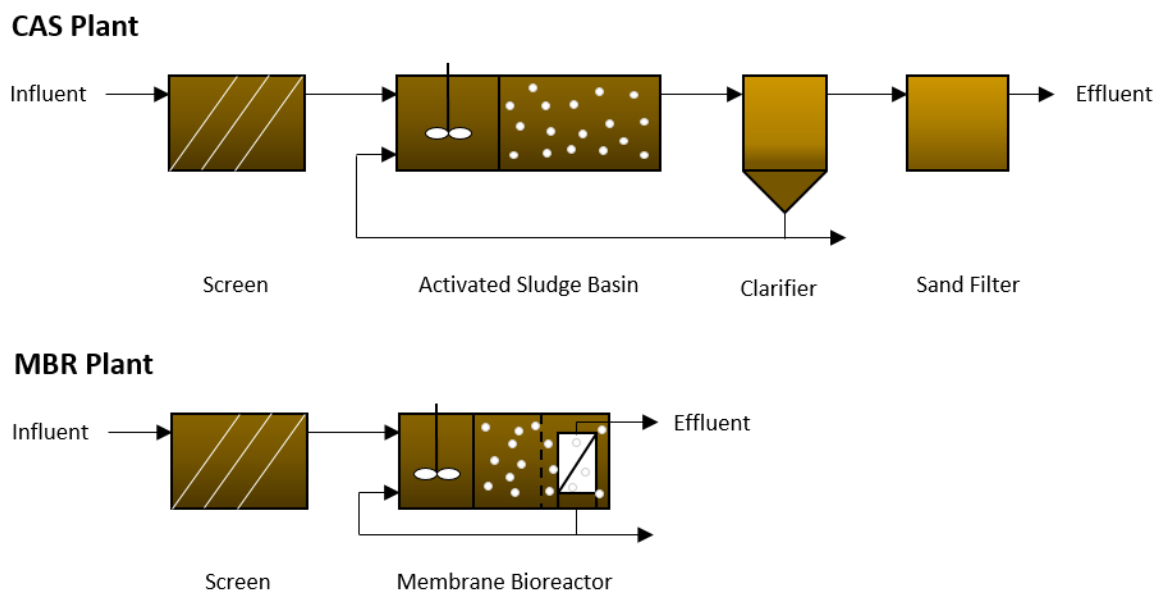 CAS Plant
Influent
Effluent
Screen
Activated Sludge Basin
Clarifier
Sand Filter
MBR Plant
Influent
Effluent
Screen
Membrane Bioreactor